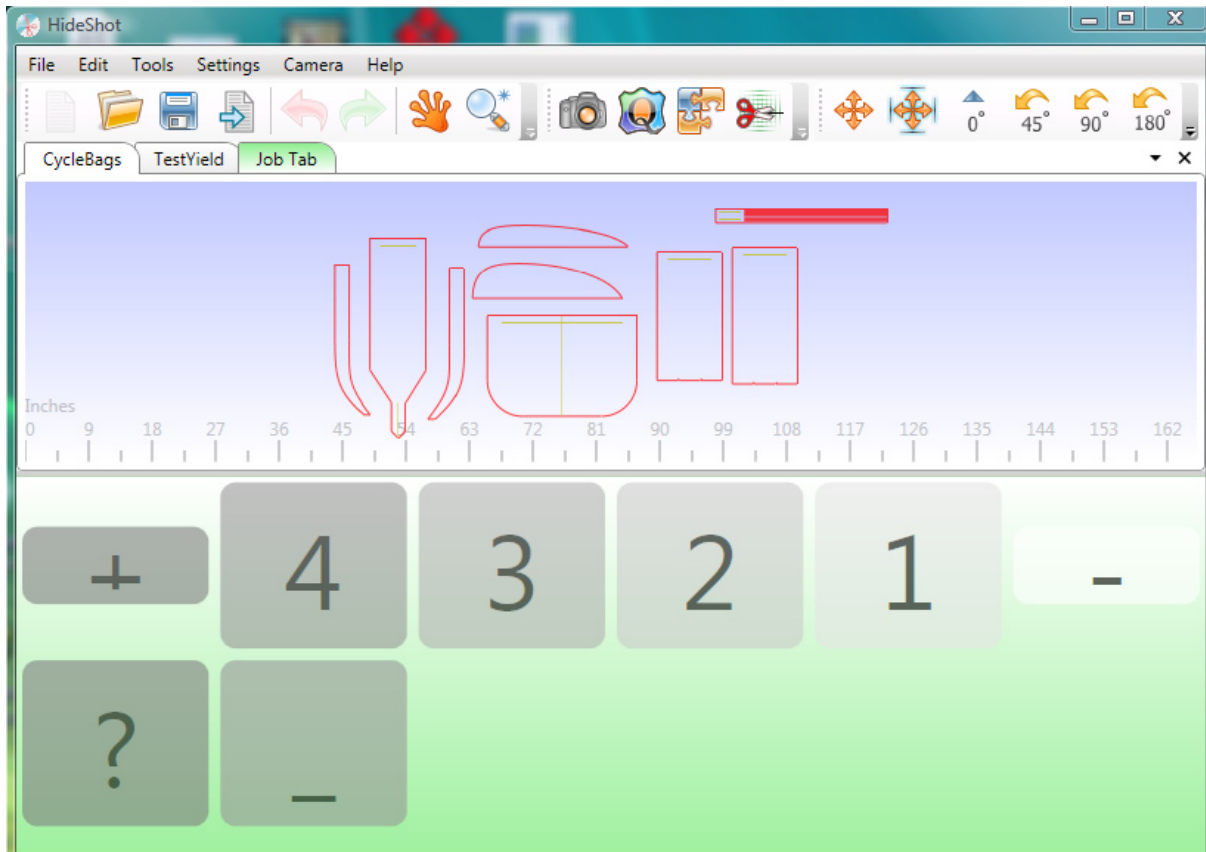 HideShot
File Edit Tools Settings Camera Help
0° 45° 90° 180°
CycleBags TestYield Job Tab
Inches
0 9 18 27 36 45 54 63 72 81 90 99 108 117 126 135 144 153 162
+ 4 3 2 1 -
? _